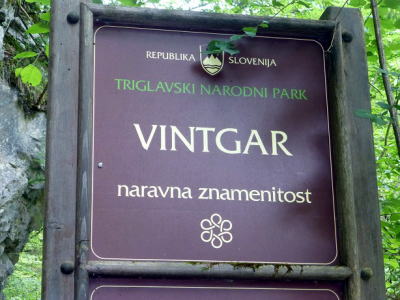 REPUBLIKA SLOVENIJA
TRIGLAVSKI NARODNI PARK
VINTGAR
naravna znamenitost